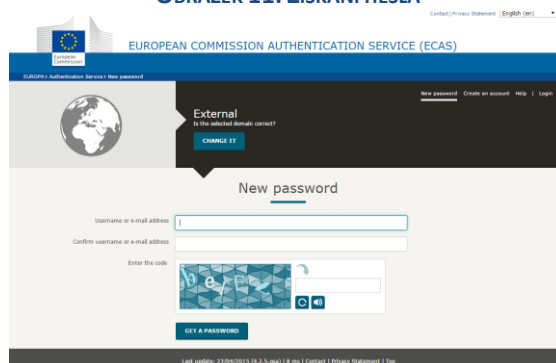 OBRÁZEK 11: ZÍSKÁNÍ HESLA
Contact | Privacy Statement English (en)
EUROPEAN COMMISSION AUTHENTICATION SERVICE (ECAS)
European
Commission
EUROPA > Authentication Service > New password
New password Create an account Help | Login
External
Is the selected domain correct?
CHANGE IT
New password
Username or e-mail address
Confirm username or e-mail address
Enter the code
GET A PASSWORD
Last update: 23/04/2015 (4.2.5-gea) | 8 ms | Contact | Privacy Statement | Top